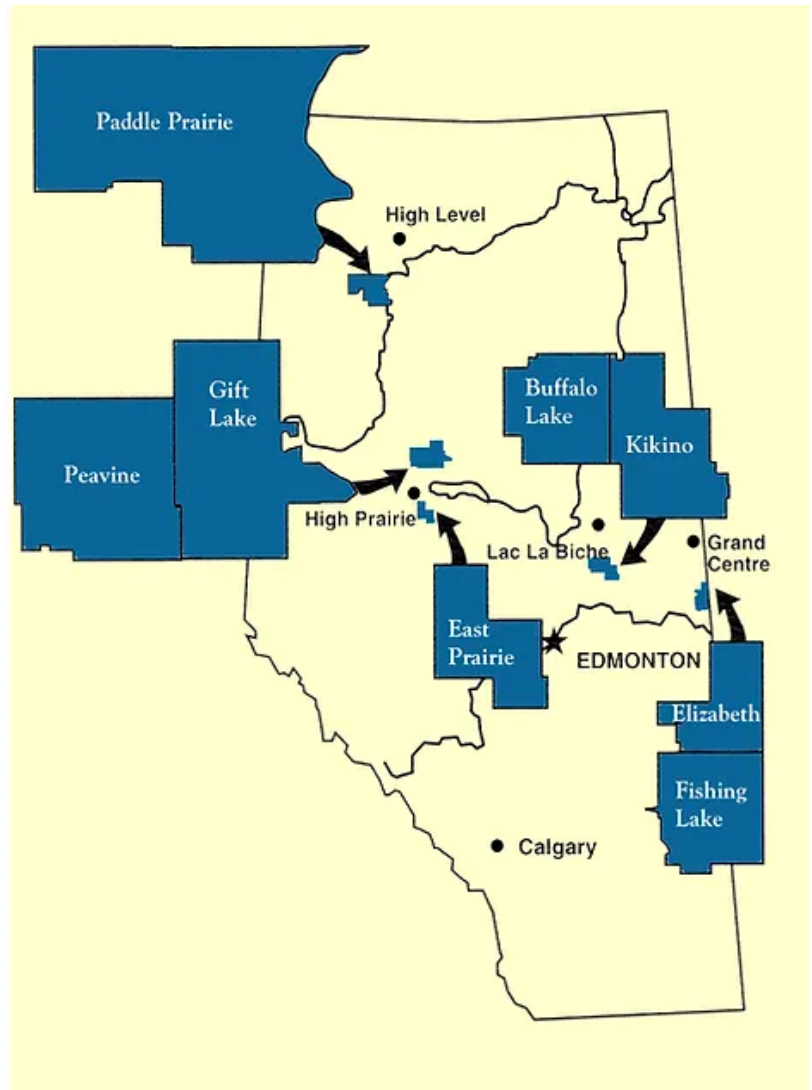 Paddle Prairie
High Level
Gift
Lake
Buffalo
Lake
Kikino
Peavine
High Prairie
Lac La Biche
Grand
Centre
East
Prairie
EDMONTON
Elizabeth
Fishing
Lake
Calgary